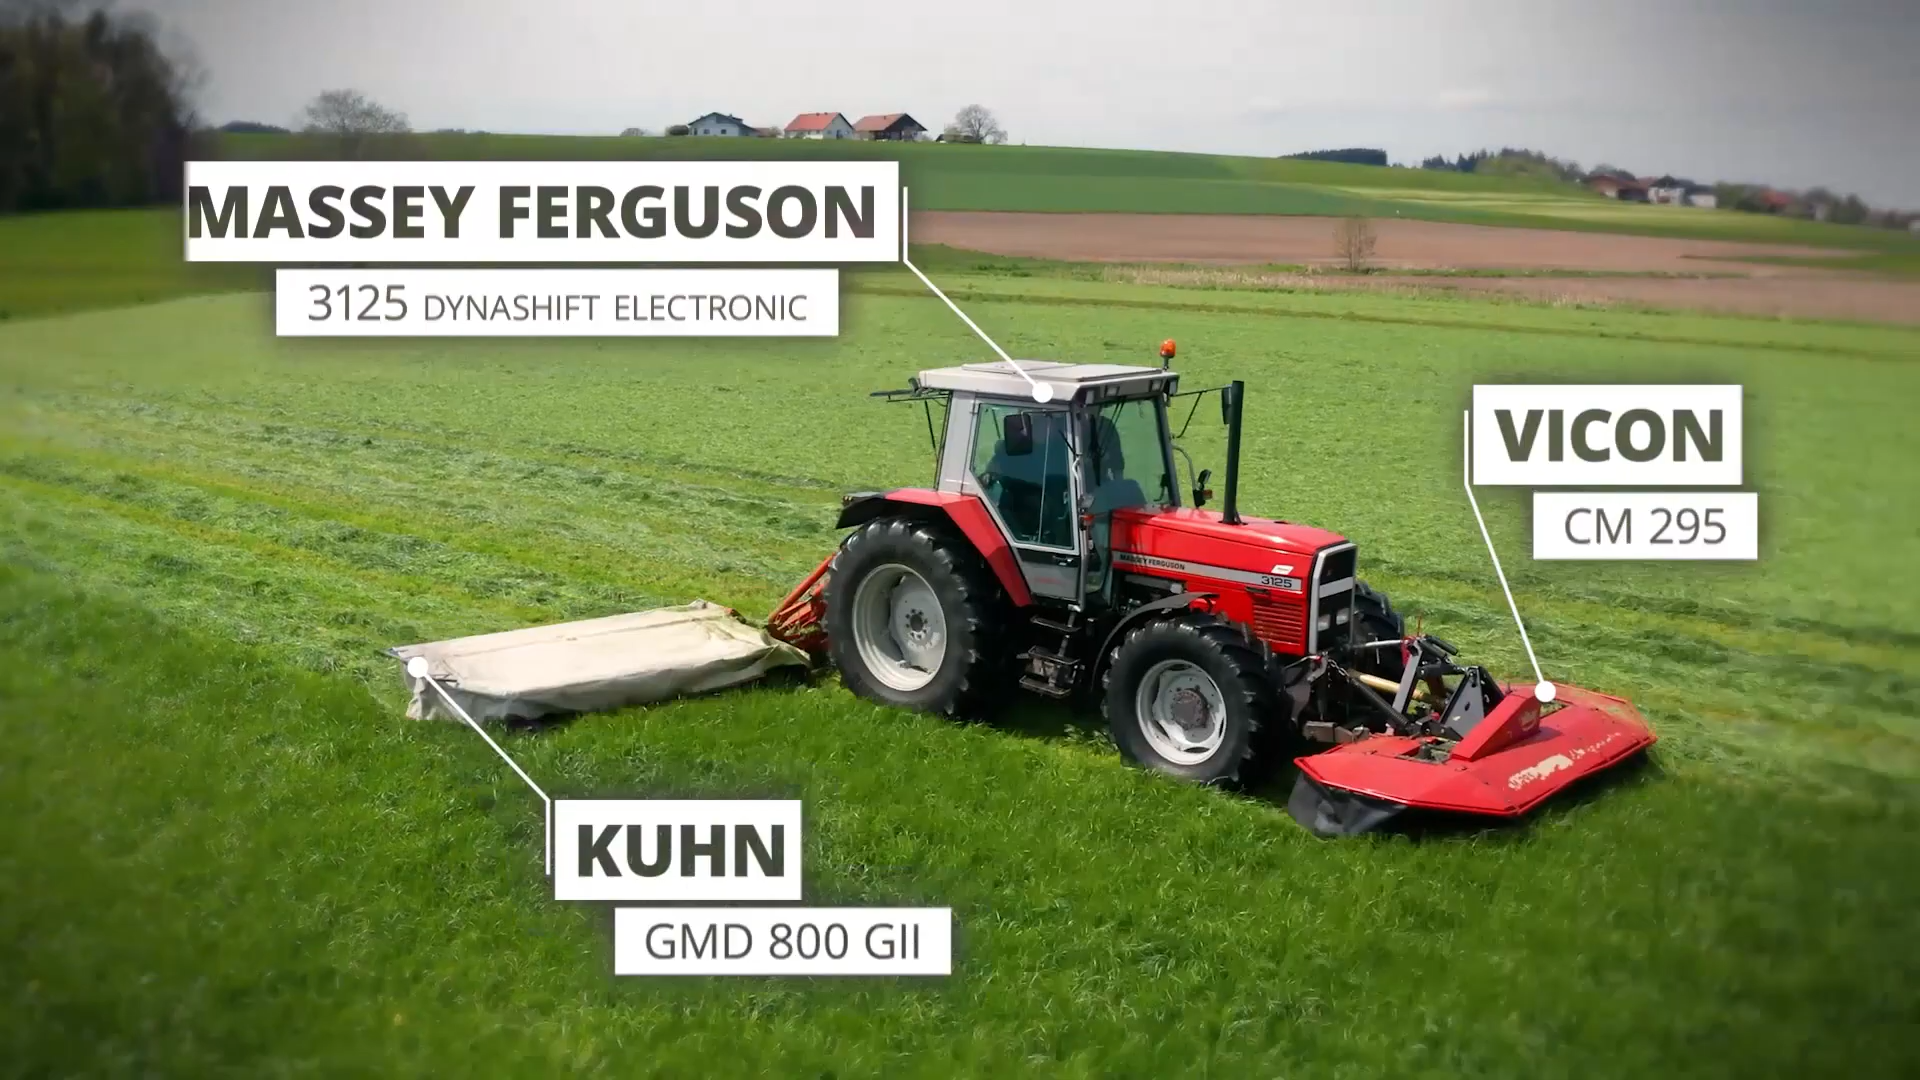 MASSEY FERGUSON
3125 DYNASHIFT ELECTRONIC
VICON
CM 295
MASSEY FERGUSON
3125
KUHN
GMD 800 GII